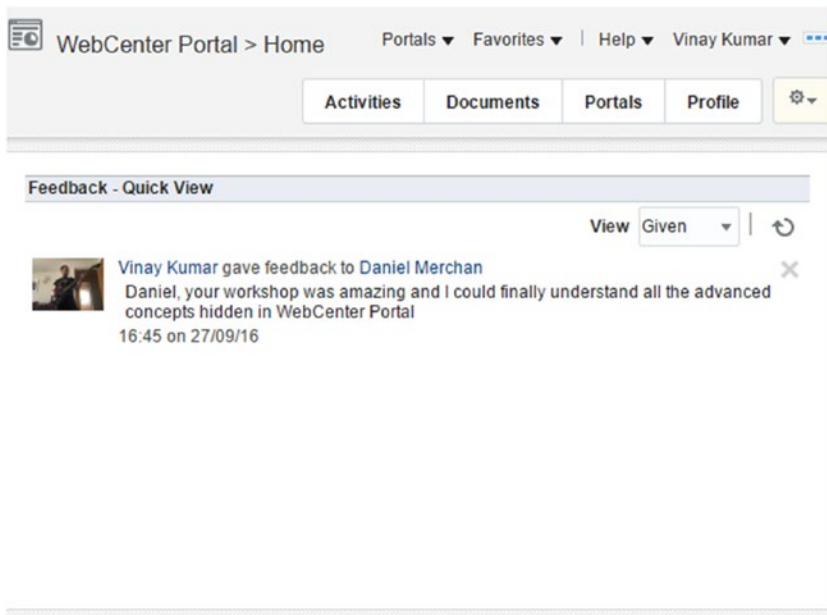 WebCenter Portal > Home
Portals Favorites | Help Vinay Kumar
Activities Documents Portals Profile
Feedback - Quick View
View Given
Vinay Kumar gave feedback to Daniel Merchan
Daniel, your workshop was amazing and I could finally understand all the advanced
concepts hidden in WebCenter Portal
16:45 on 27/09/16